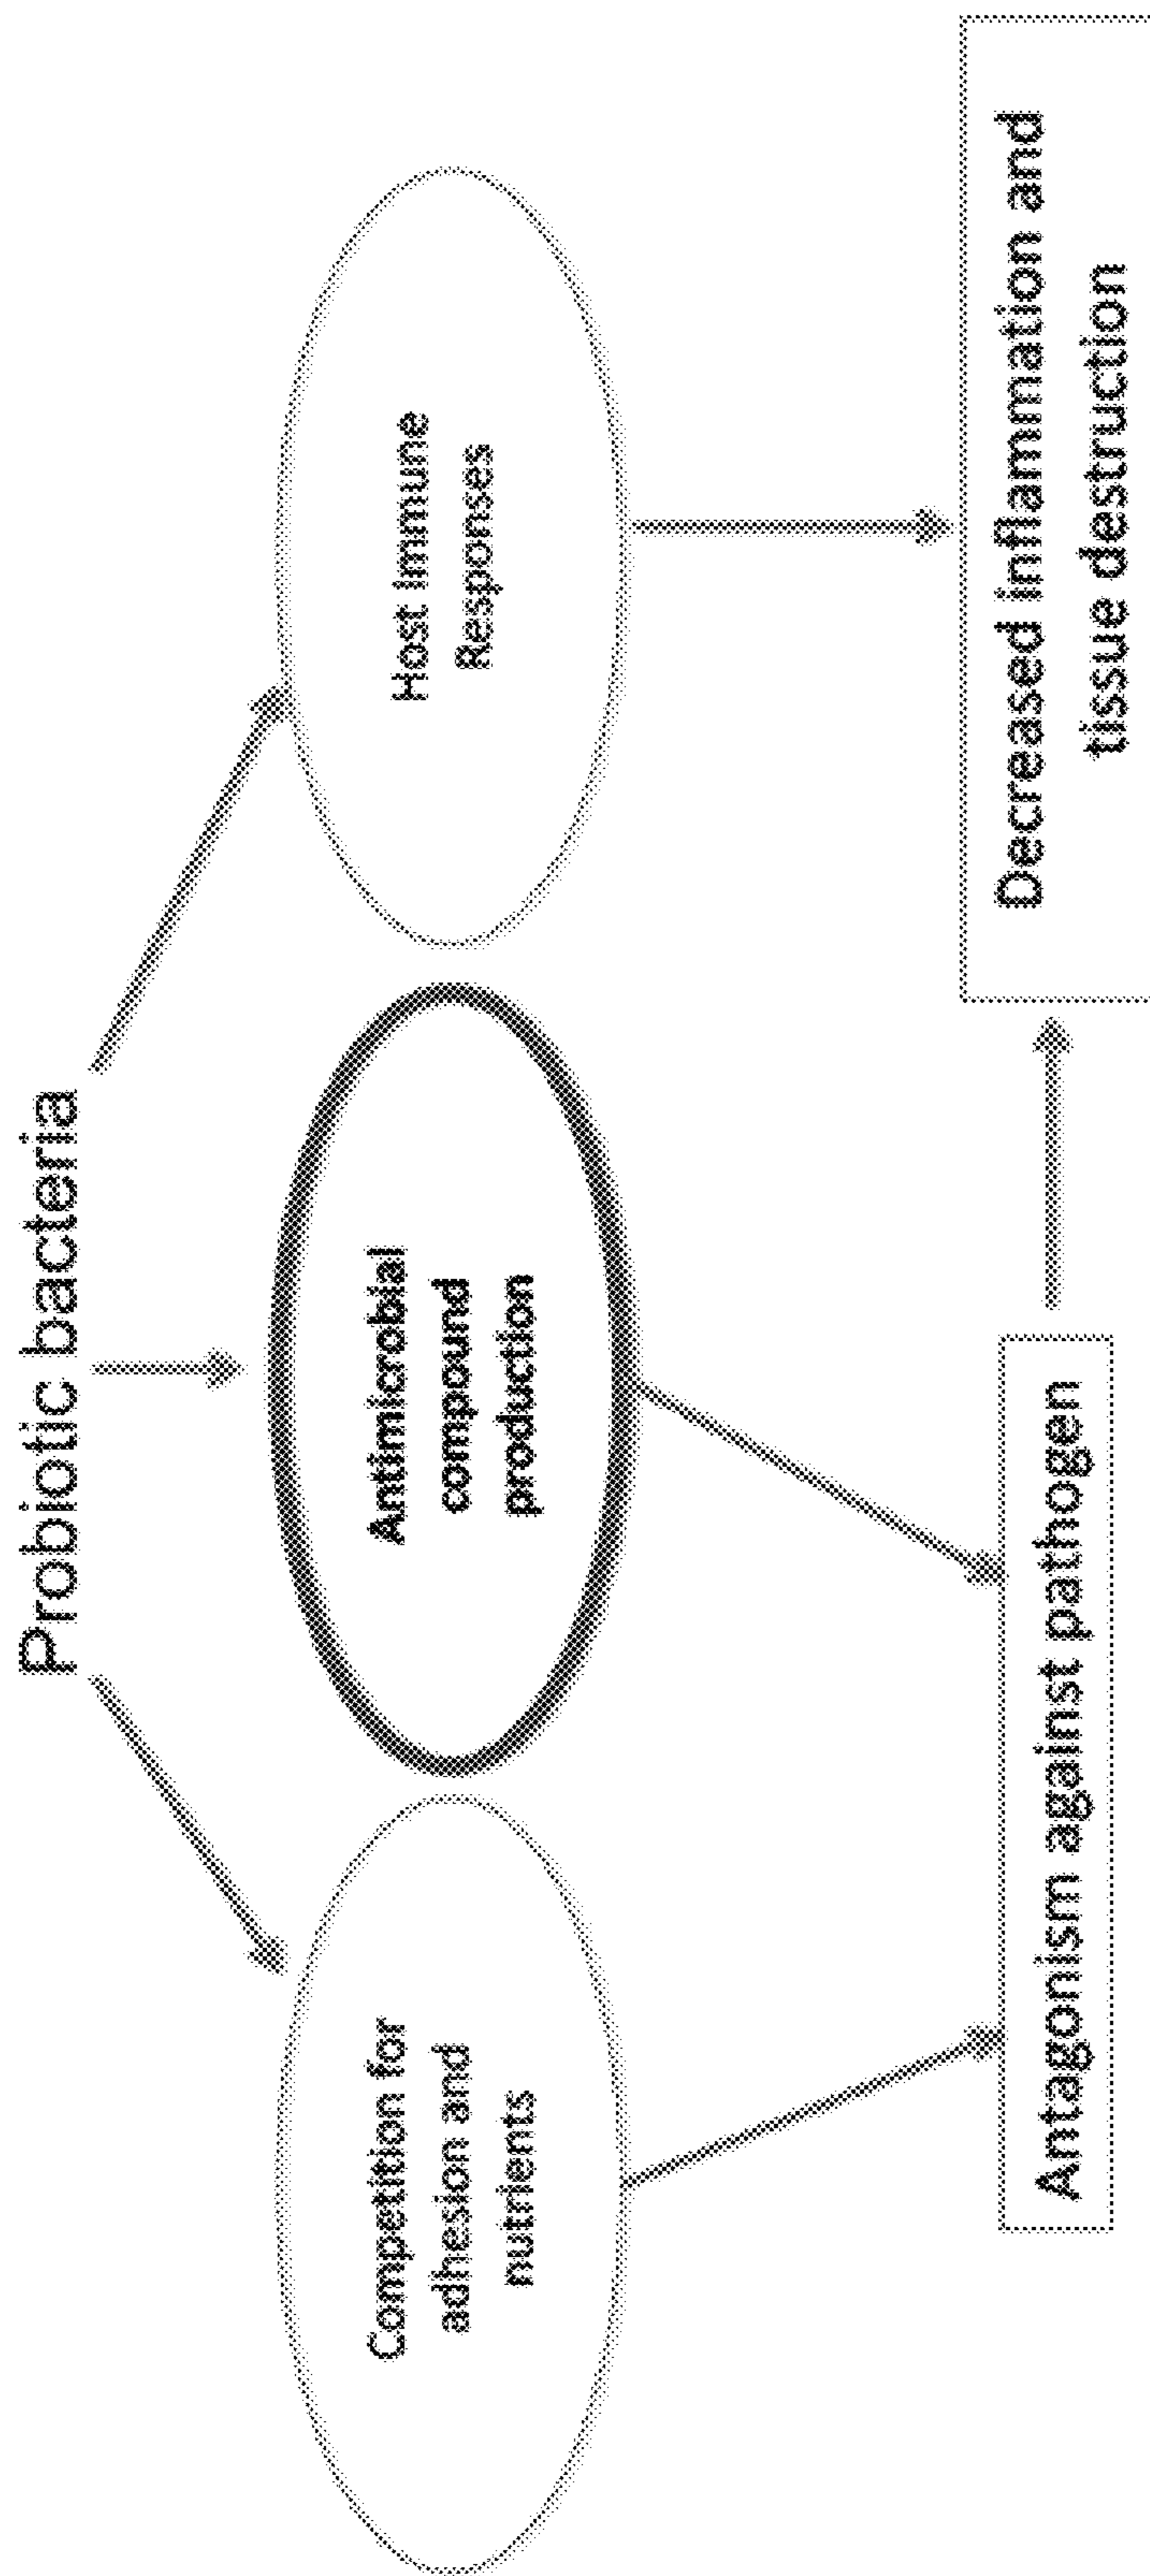 Probiotic bacteria
Competition for
adhesion and
nutrients
Antimicrobial
compound
production
Host Immune
Responses
Antagonism against pathogen
Decreased inflammation and
tissue destruction